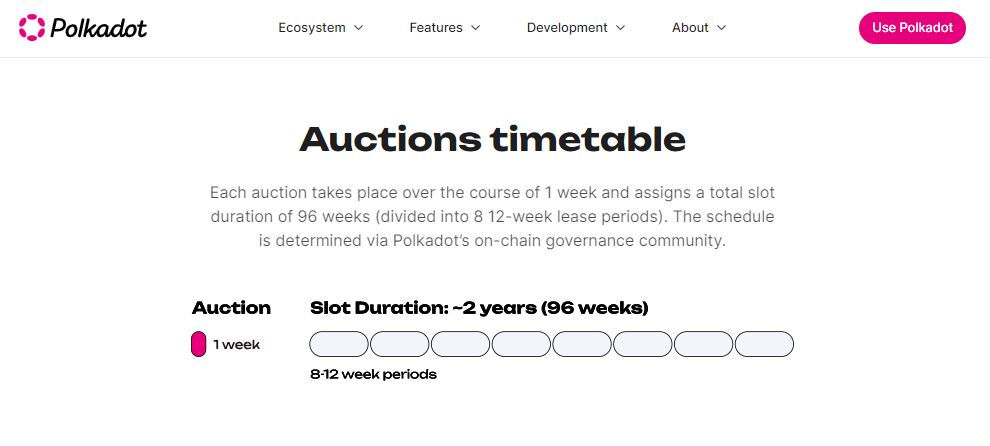 Polkadot
Ecosystem
Features
Development
About
Use Polkadot
Auctions timetable
Each auction takes place over the course of 1 week and assigns a total slot
duration of 96 weeks (divided into 8 12-week lease periods). The schedule
is determined via Polkadot’s on-chain governance community.
Auction
Slot Duration: ~2 years (96 weeks)
1 week
8-12 week periods